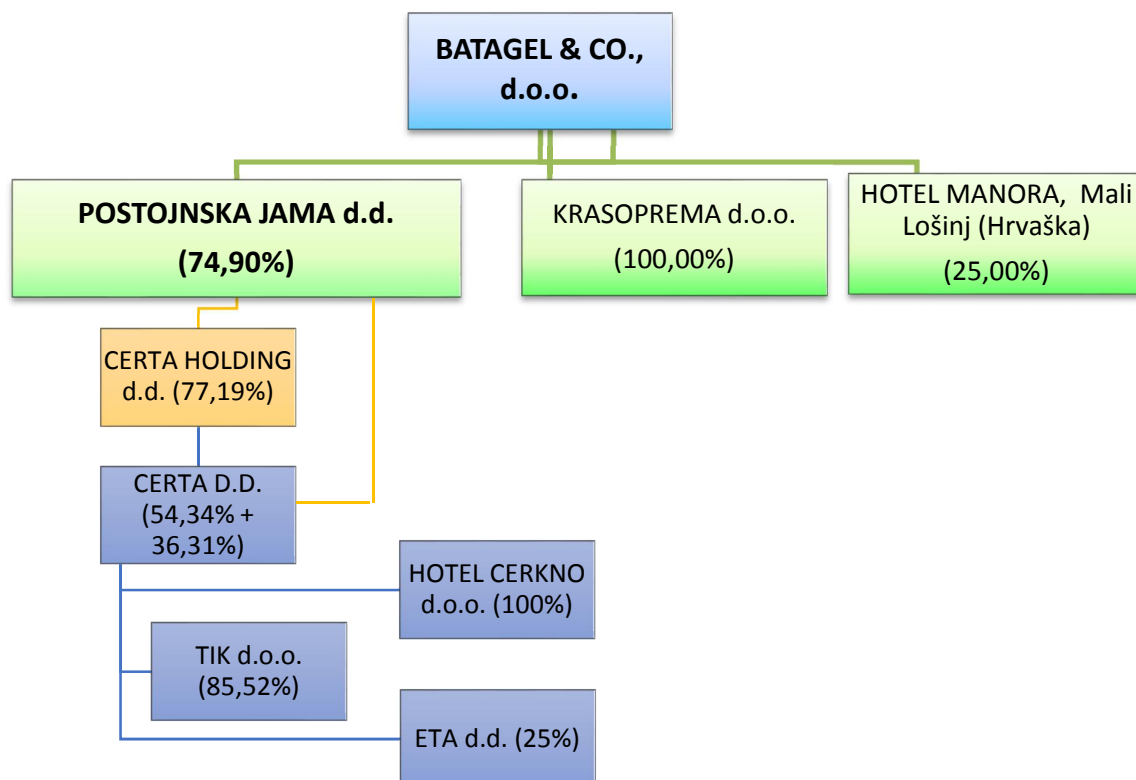 BATAGEL & CO.,
d.o.o.
POSTOJNSKA JAMA d.d.
(74,90%)
KRASOPREMA d.o.o.
(100,00%)
HOTEL MANORA,  Mali
Lošinj (Hrvaška)
(25,00%)
CERTA HOLDING
d.d. (77,19%)
CERTA D.D.
(54,34% +
36,31%)
HOTEL CERKNO
d.o.o. (100%)
TIK d.o.o.
(85,52%)
ETA d.d. (25%)